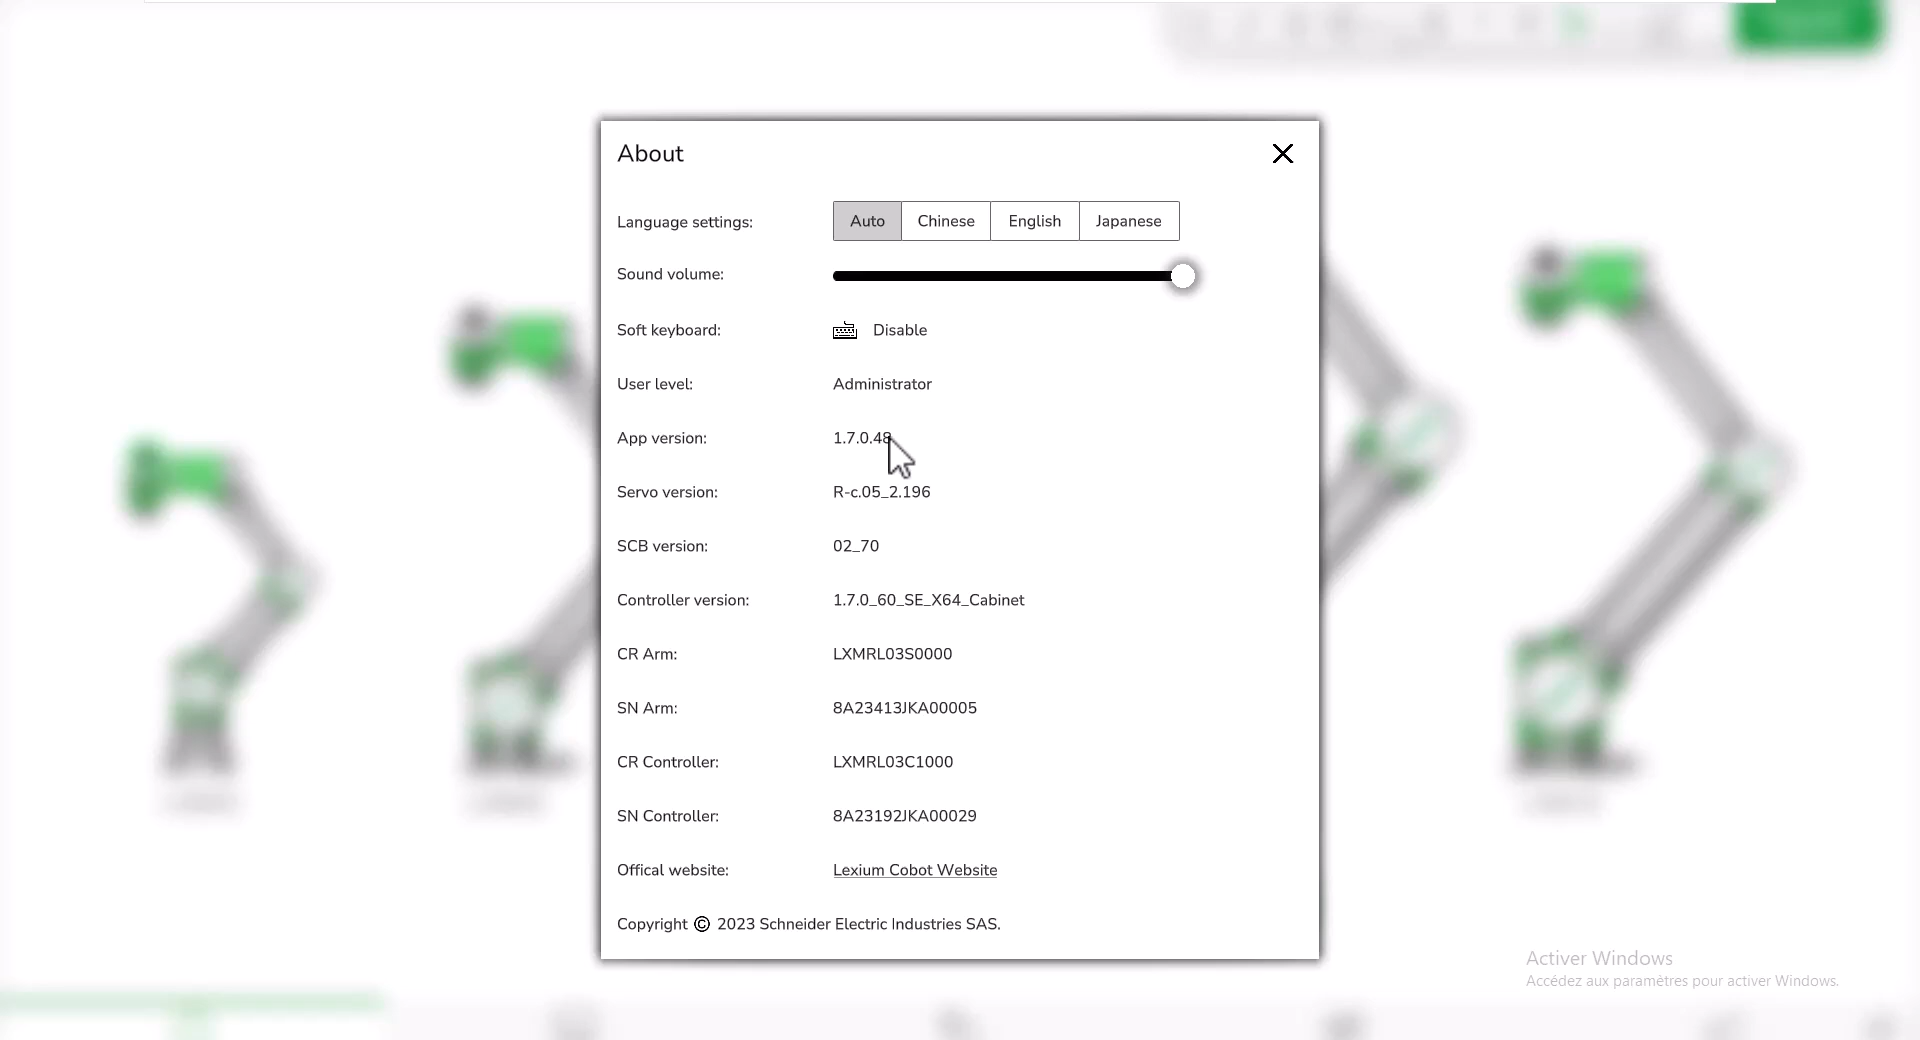 About
Language settings: Auto Chinese English Japanese
Sound volume:
Soft keyboard: Disable
User level: Administrator
App version: 1.7.0.48
Servo version: R-c.05_2.196
SCB version: 02_70
Controller version: 1.7.0_60_SE_X64_Cabinet
CR Arm: LXMRL03S0000
SN Arm: 8A23413JKA00005
CR Controller: LXMRL03C1000
SN Controller: 8A23192JKA00029
Offical website: Lexium Cobot Website
Copyright © 2023 Schneider Electric Industries SAS.
Activer Windows
Accédez aux paramètres pour activer Windows.